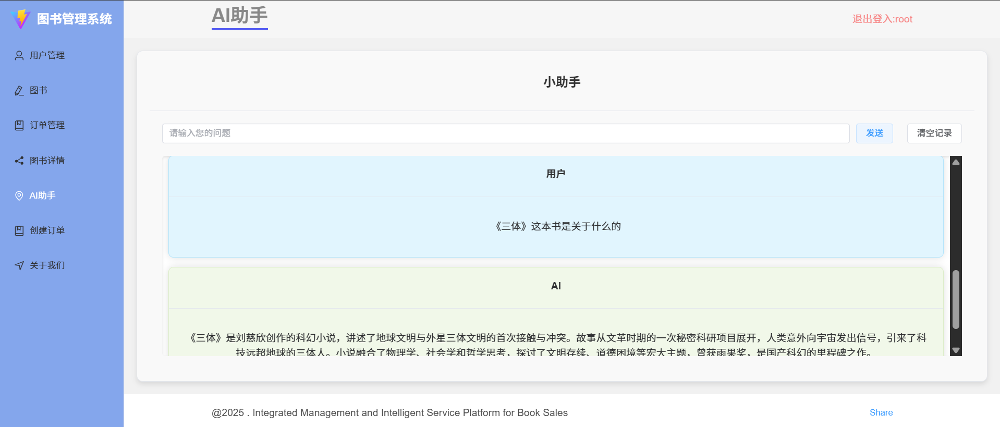 图书管理系统
AI助手
退出登入:root
用户管理
图书
订单管理
图书详情
AI助手
创建订单
关于我们
小助手
请输入您的问题
发送
清空记录
用户
《三体》这本书是关于什么的
AI
《三体》是刘慈欣创作的科幻小说，讲述了地球文明与外星三体文明的首次接触与冲突。故事从文革时期的一次秘密科研项目展开，人类意外向宇宙发出信号，引来了科
技远超地球的三体人。小说融合了物理学、社会学和哲学思考，探讨了文明存续、道德困境等宏大主题，曾获雨果奖，是国产科幻的里程碑之作。
@2025 . Integrated Management and Intelligent Service Platform for Book Sales
Share